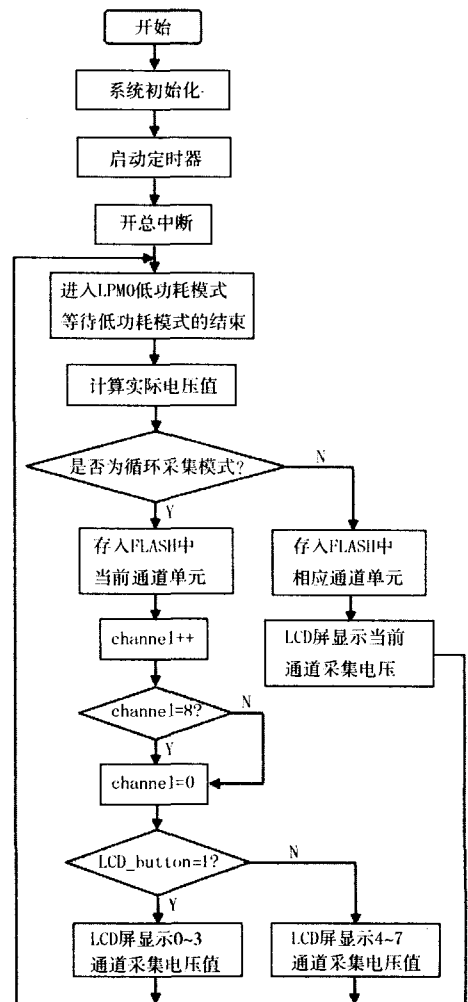 开始
系统初始化
启动定时器
开总中断
进入LPM0低功耗模式
等待低功耗模式的结束
计算实际电压值
是否为循环采集模式?
N
Y
存入FLASH中
当前通道单元
存入FLASH中
相应通道单元
channel++
LCD屏显示当前
通道采集电压
channel=8?
N
Y
channel=0
LCD_button=1?
N
Y
LCD屏显示0~3
通道采集电压值
LCD屏显示4~7
通道采集电压值